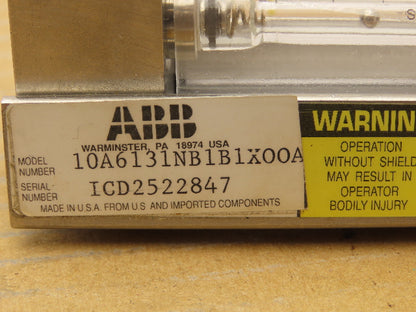 ABB
WARMINSTER, PA 18974 USA
MODEL NUMBER 10A6131NB1B1X00A
SERIAL NUMBER ICD2522847
MADE IN U.S.A. FROM U.S. AND IMPORTED COMPONENTS
OPERATION
WITHOUT SHIELD
MAY RESULT IN
OPERATOR
BODILY INJURY